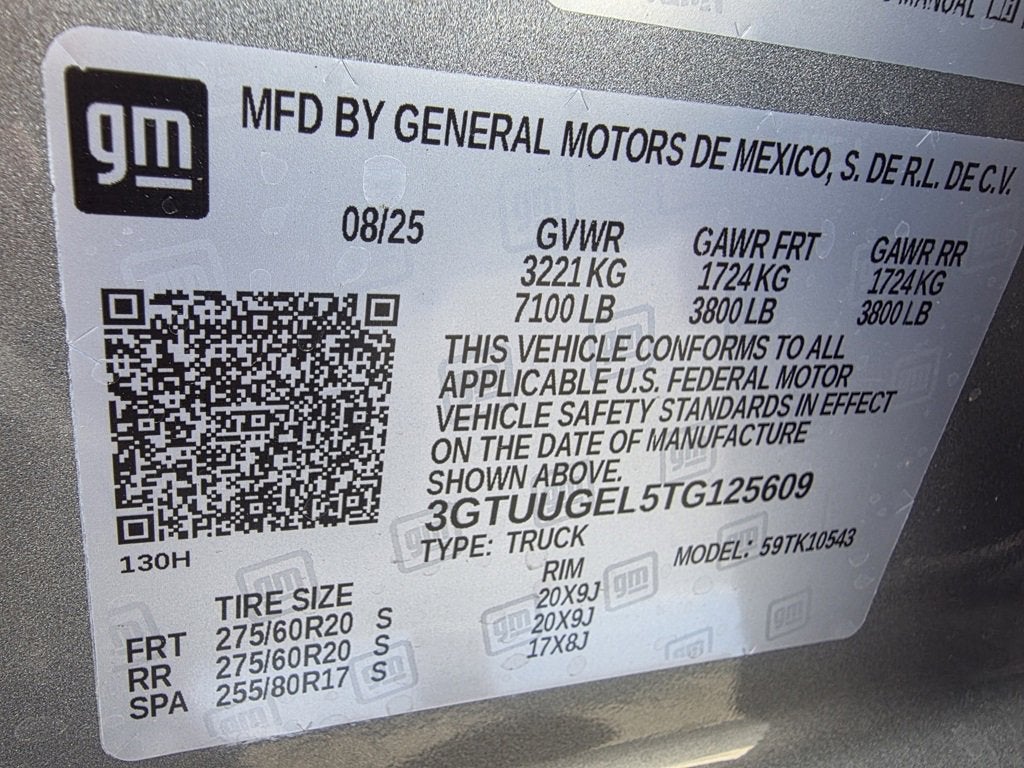 MANUAL
gm
MFD BY GENERAL MOTORS DE MEXICO, S. DE R.L. DE C.V.
08/25
GVWR GAWR FRT GAWR RR
3221 KG 1724 KG 1724 KG
7100 LB 3800 LB 3800 LB
THIS VEHICLE CONFORMS TO ALL
APPLICABLE U.S. FEDERAL MOTOR
VEHICLE SAFETY STANDARDS IN EFFECT
ON THE DATE OF MANUFACTURE
SHOWN ABOVE.
3GTUUGEL5TG125609
130H
TYPE: TRUCK MODEL: 59TK10543
TIRE SIZE RIM
FRT 275/60R20 S 20X9J
RR 275/60R20 S 20X9J
SPA 255/80R17 S 17X8J